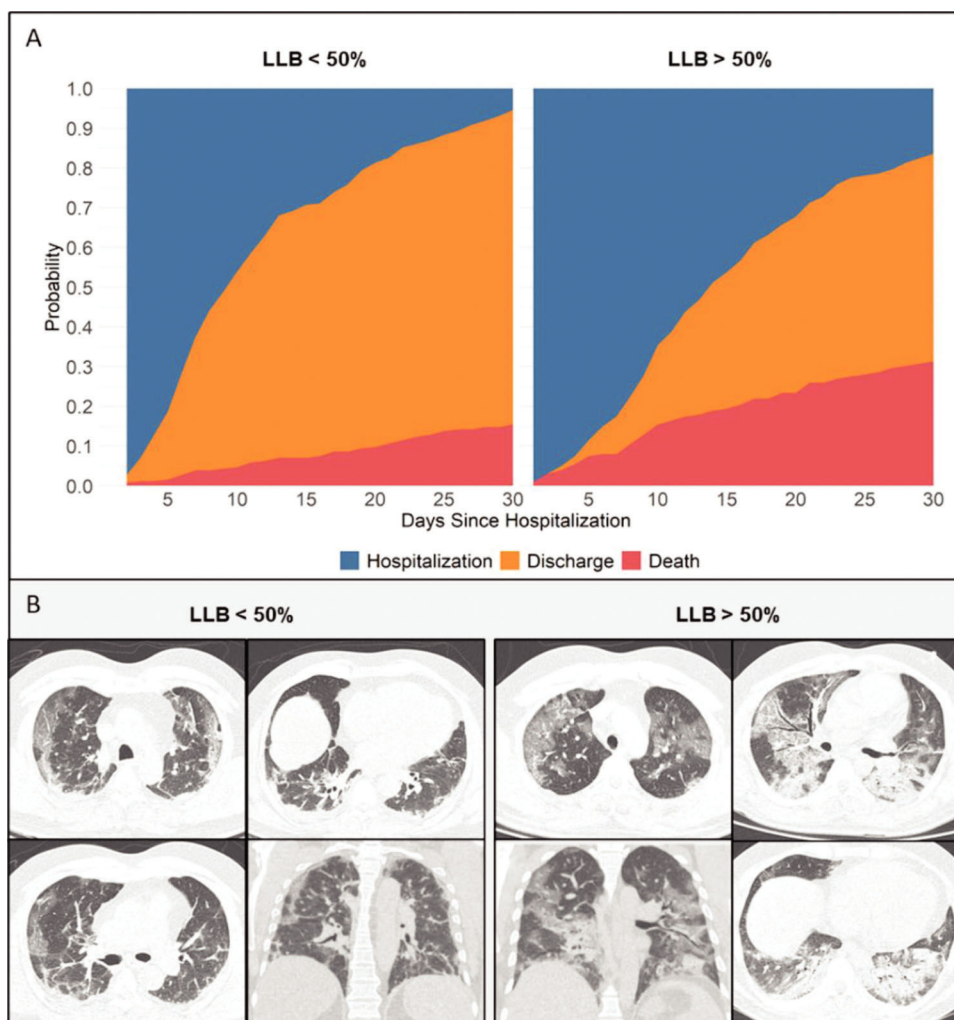 A
LLB < 50%
LLB > 50%
1.0
0.9
0.8
0.7
0.6
0.5
0.4
0.3
0.2
0.1
0.0
Probability
5 10 15 20 25 30
5 10 15 20 25 30
Days Since Hospitalization
Hospitalization Discharge Death
B
LLB < 50%
LLB > 50%